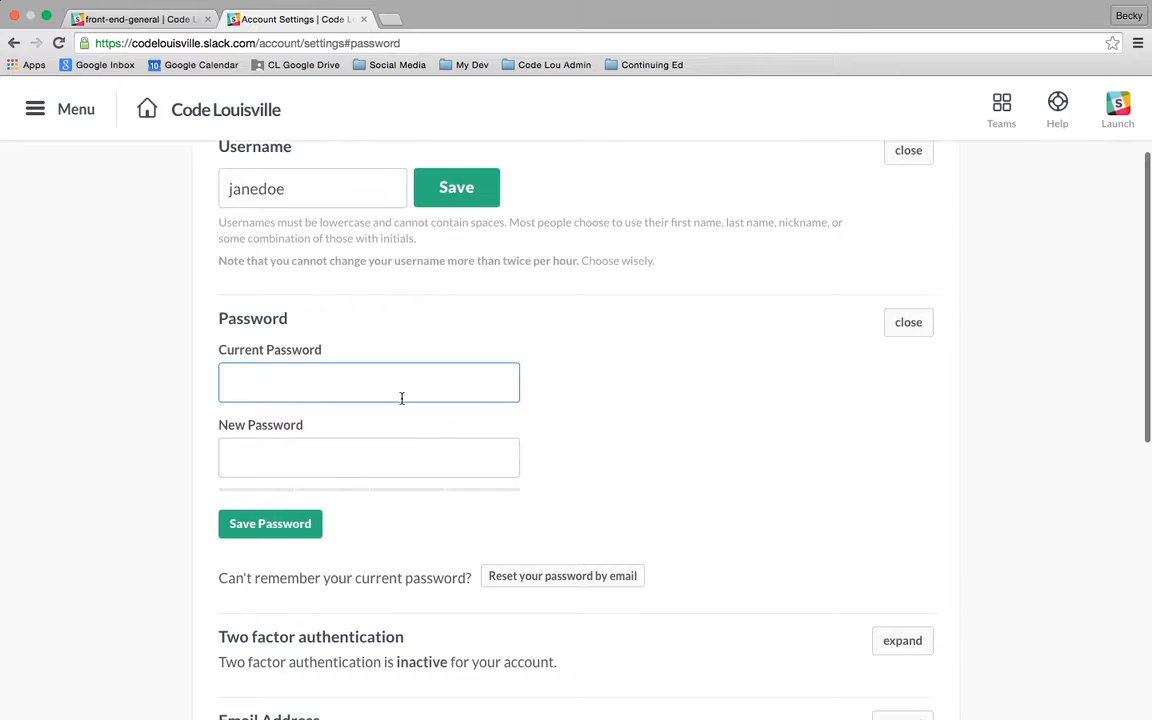 front-end-general | Code L
Account Settings | Code L
Becky
https://codelouisville.slack.com/account/settings#password
Apps
Google Inbox
10
Google Calendar
CL Google Drive
Social Media
My Dev
Code Lou Admin
Continuing Ed
Menu
Code Louisville
Teams
Help
Launch
Username
close
janedoe
Save
Usernames must be lowercase and cannot contain spaces. Most people choose to use their first name, last name, nickname, or
some combination of those with initials.
Note that you cannot change your username more than twice per hour. Choose wisely.
Password
close
Current Password
New Password
Save Password
Can't remember your current password?
Reset your password by email
Two factor authentication
expand
Two factor authentication is inactive for your account.
Email Address